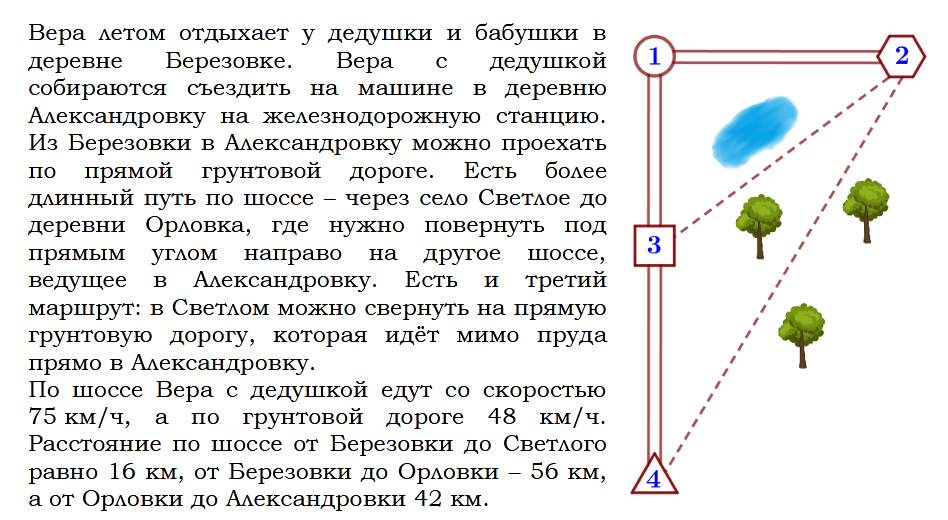 Вера летом отдыхает у дедушки и бабушки в
деревне Березовке. Вера с дедушкой
собираются съездить на машине в деревню
Александровку на железнодорожную станцию.
Из Березовки в Александровку можно проехать
по прямой грунтовой дороге. Есть более
длинный путь по шоссе – через село Светлое до
деревни Орловка, где нужно повернуть под
прямым углом направо на другое шоссе,
ведущее в Александровку. Есть и третий
маршрут: в Светлом можно свернуть на прямую
грунтовую дорогу, которая идёт мимо пруда
прямо в Александровку.
По шоссе Вера с дедушкой едут со скоростью
75 км/ч, а по грунтовой дороге 48 км/ч.
Расстояние по шоссе от Березовки до Светлого
равно 16 км, от Березовки до Орловки – 56 км,
а от Орловки до Александровки 42 км.
1
2
3
4